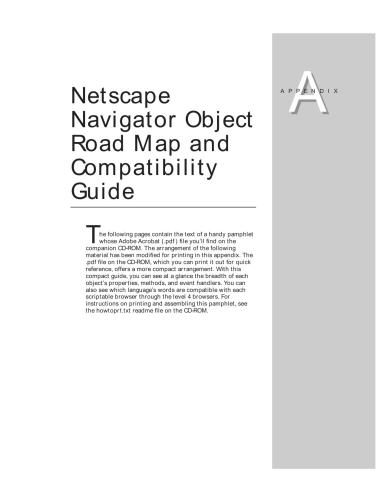 APPENDIX
A
Netscape
Navigator Object
Road Map and
Compatibility
Guide
The following pages contain the text of a handy pamphlet
whose Adobe Acrobat (.pdf) file you'll find on the
companion CD-ROM. The arrangement of the following
material has been modified for printing in this appendix. The
.pdf file on the CD-ROM, which you can print it out for quick
reference, offers a more compact arrangement. With this
compact guide, you can see at a glance the breadth of each
object's properties, methods, and event handlers. You can
also see which language's words are compatible with each
scriptable browser through the level 4 browsers. For
instructions on printing and assembling this pamphlet, see
the howtoprt.txt readme file on the CD-ROM.